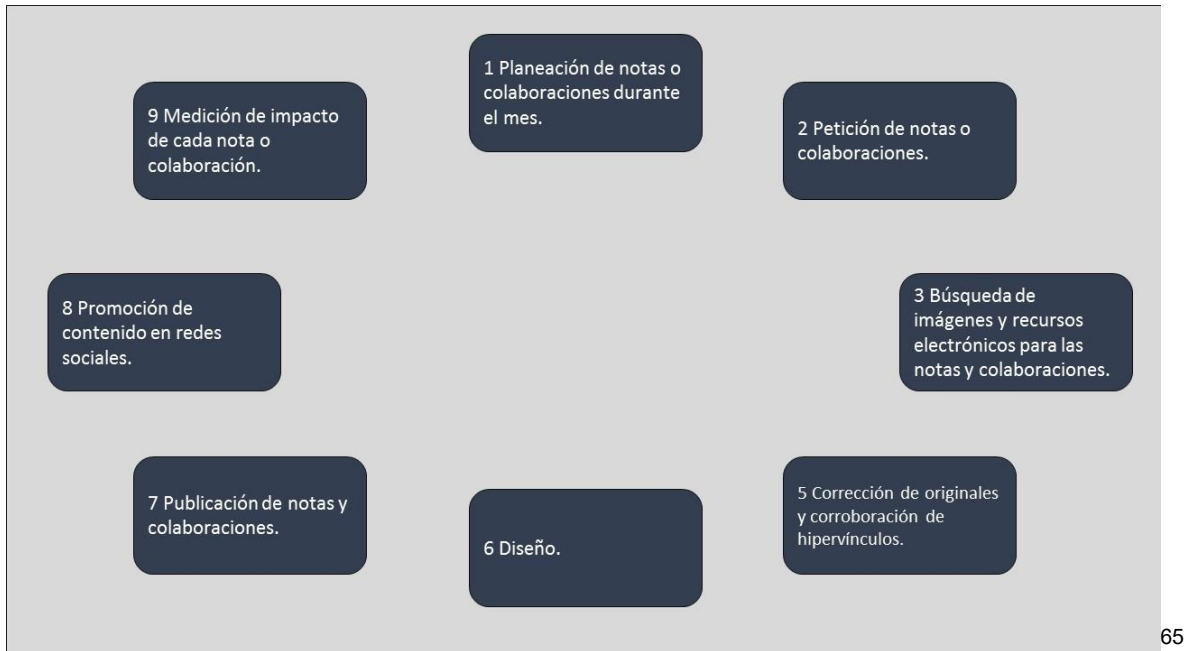 1 Planeación de notas o
colaboraciones durante
el mes.
2 Petición de notas o
colaboraciones.
3 Búsqueda de
imágenes y recursos
electrónicos para las
notas y colaboraciones.
5 Corrección de originales
y corroboración de
hipervínculos.
6 Diseño.
7 Publicación de notas y
colaboraciones.
8 Promoción de
contenido en redes
sociales.
9 Medición de impacto
de cada nota o
colaboración.
65